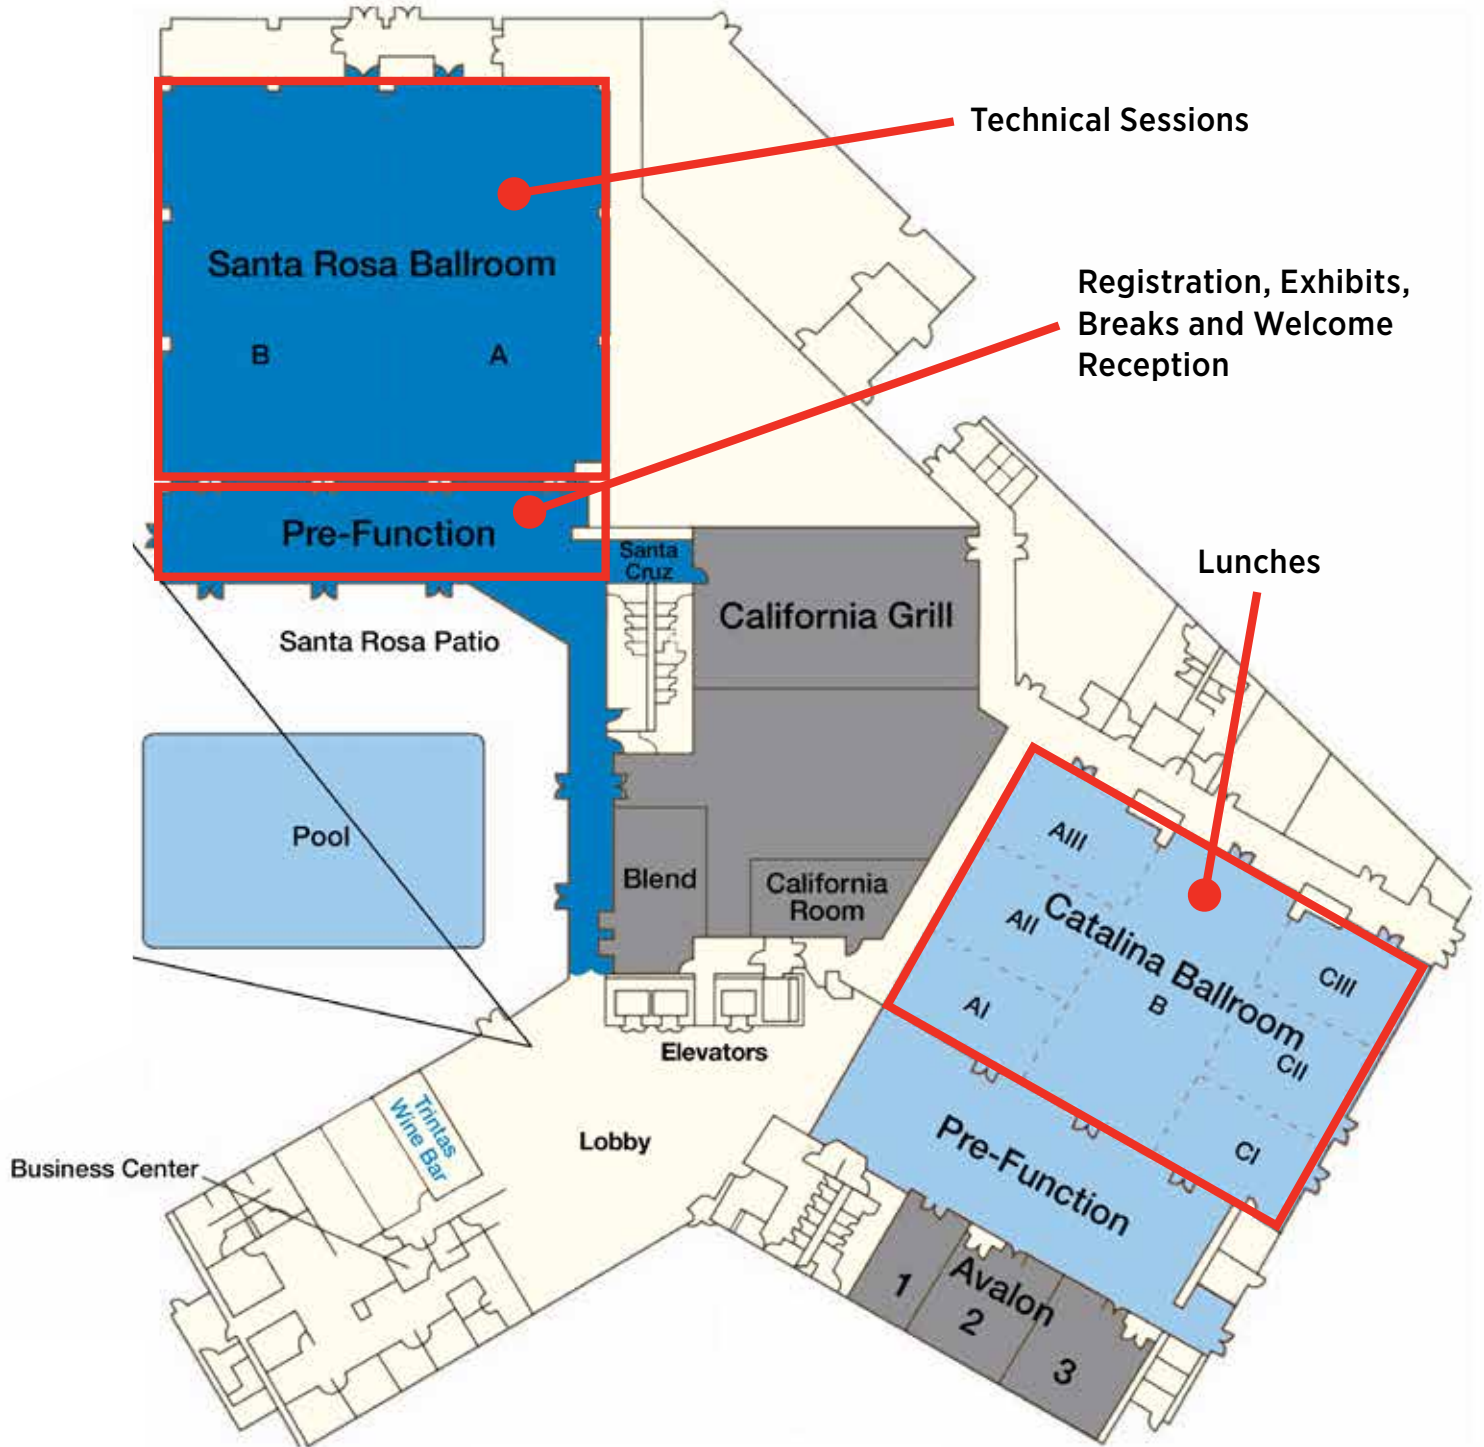 Technical Sessions
Santa Rosa Ballroom
Registration, Exhibits,
Breaks and Welcome
Reception
B
A
Pre-Function
Santa
Cruz
Lunches
California Grill
Santa Rosa Patio
Pool
AIII
Blend
California
Room
AII
Catalina Ballroom
CIII
AI
B
Elevators
CII
Trintas
Wine Bar
Lobby
CI
Business Center
Pre-Function
Avalon
1
2
3